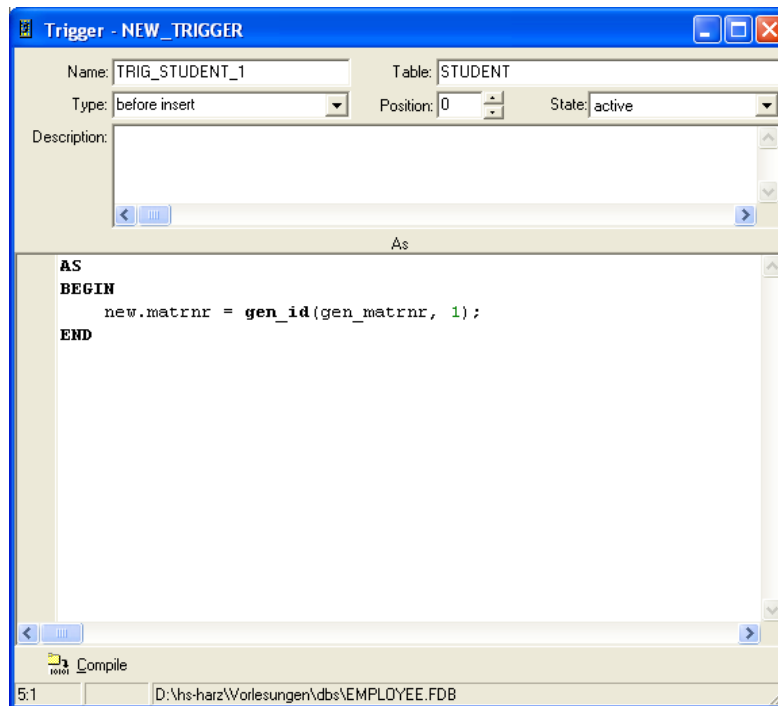 Trigger - NEW_TRIGGER
Name: TRIG_STUDENT_1 Table: STUDENT
Type: before insert Position: 0 State: active
Description:
As
AS
BEGIN
new.matrnr = gen_id(gen_matrnr, 1);
END
Compile
5:1 D:\hs-harz\Vorlesungen\dbs\EMPLOYEE.FDB